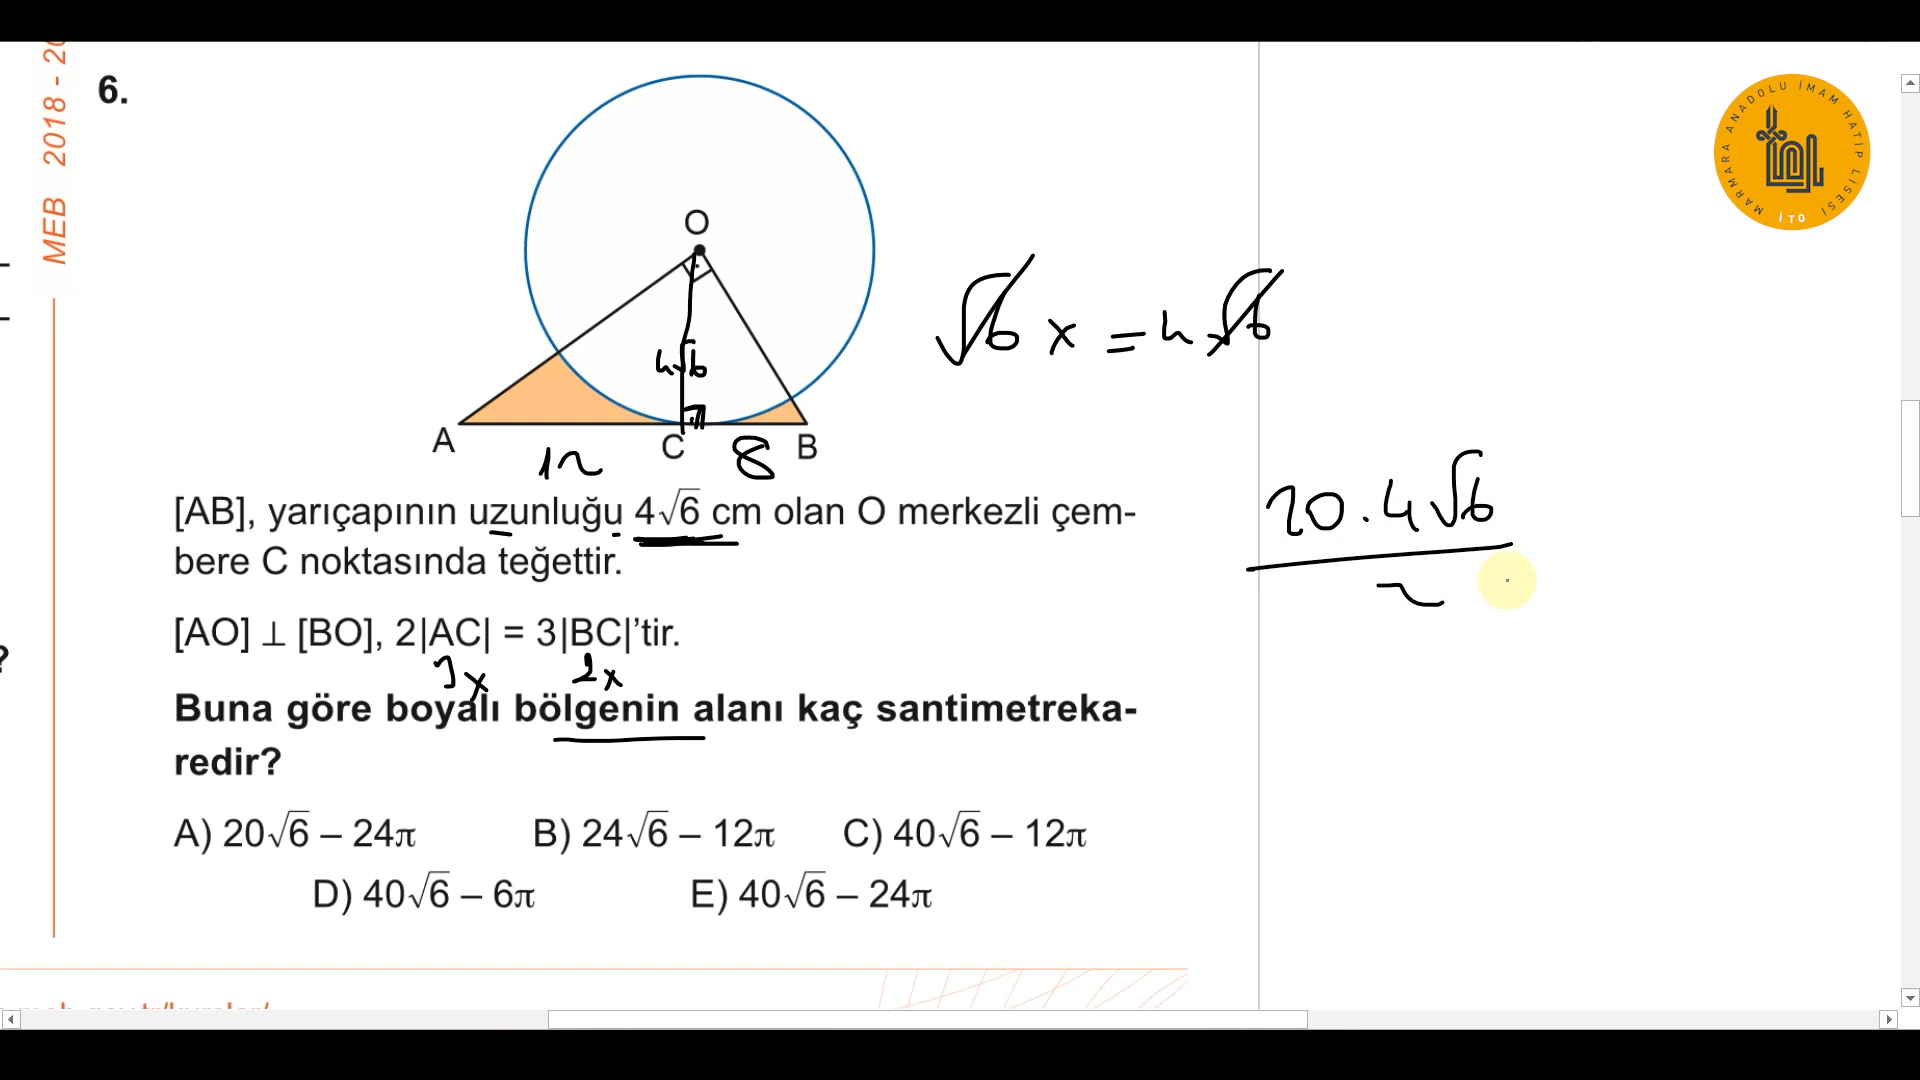 MEB 2018 - 20
6.
O
4√6
A
C
B
12
8
√6 x = 4√6
20.4√6
2
[AB], yarıçapının uzunluğu 4√6 cm olan O merkezli çem-
bere C noktasında teğettir.
[AO] ⊥ [BO], 2|AC| = 3|BC|'tir.
3x 2x
Buna göre boyalı bölgenin alanı kaç santimetreka-
redir?
A) 20√6 – 24π B) 24√6 – 12π C) 40√6 – 12π
D) 40√6 – 6π E) 40√6 – 24π
?
MARMARA ANADOLU İMAM HATİP LİSESİ
İTO